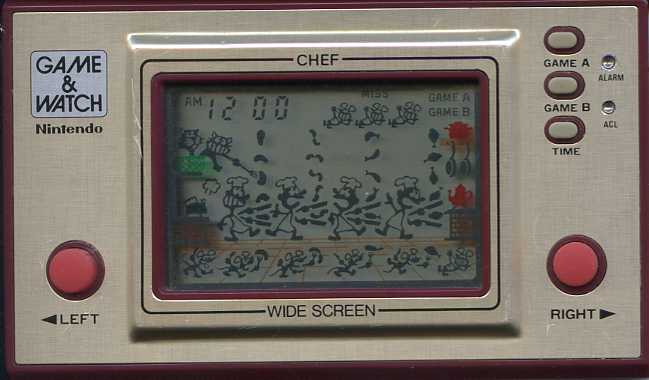 CHEF
GAME
&
WATCH
Nintendo
AM 12 00
MISS
GAME A
GAME B
GAME A
ALARM
GAME B
ACL
TIME
◄LEFT
RIGHT►
WIDE SCREEN